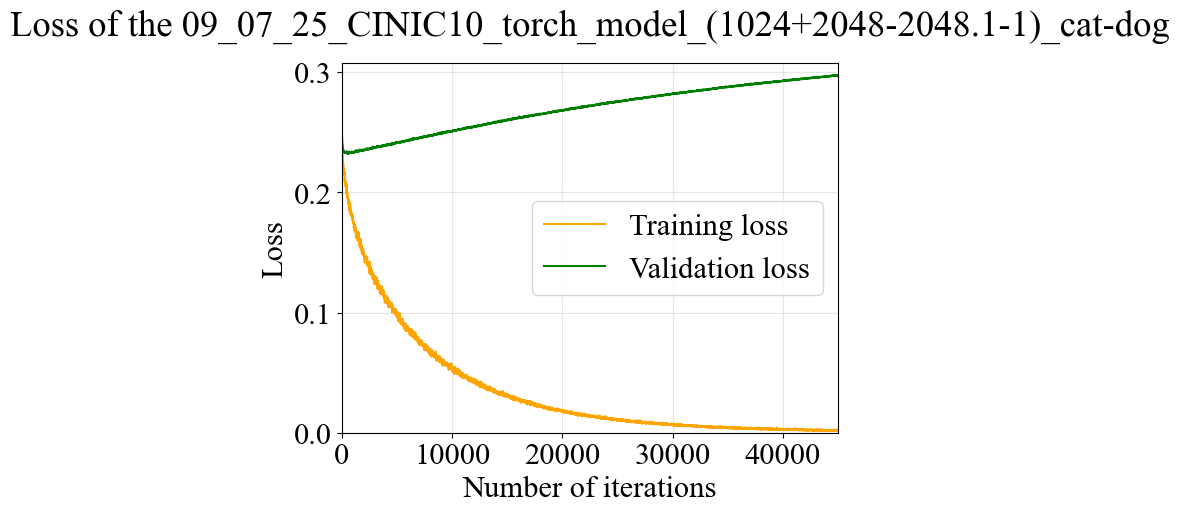 Loss of the 09_07_25_CINIC10_torch_model_(1024+2048-2048.1-1)_cat-dog
0.3
0.2
0.1
0.0
Loss
Training loss
Validation loss
0 10000 20000 30000 40000
Number of iterations